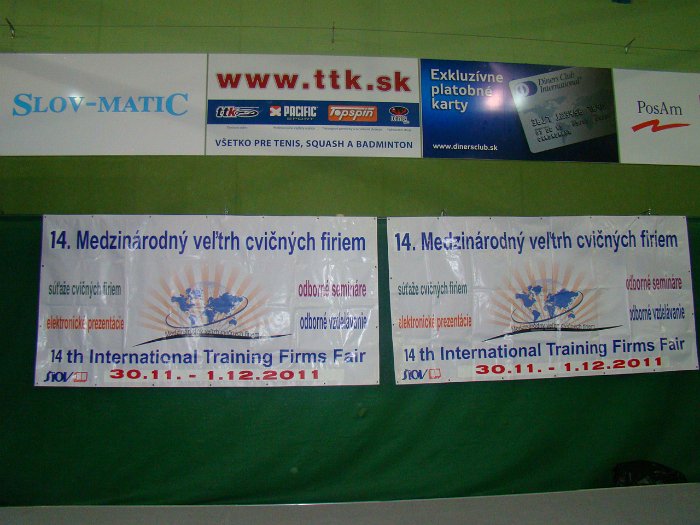 SLOV-MATIC
www.ttk.sk
ttk
PACIFIC
TOPSPIN
VŠETKO PRE TENIS, SQUASH A BADMINTON
Exkluzívne
platobné
karty
Diners Club
International
www.dinersclub.sk
PosAm
14. Medzinárodný veľtrh cvičných firiem
súťaže cvičných firiem
odborné semináre
elektronické prezentácie
odborné vzdelávanie
14 th International Training Firms Fair
30.11. - 1.12.2011
ŠIOV
14. Medzinárodný veľtrh cvičných firiem
súťaže cvičných firiem
odborné semináre
elektronické prezentácie
odborné vzdelávanie
14 th International Training Firms Fair
30.11. - 1.12.2011
ŠIOV